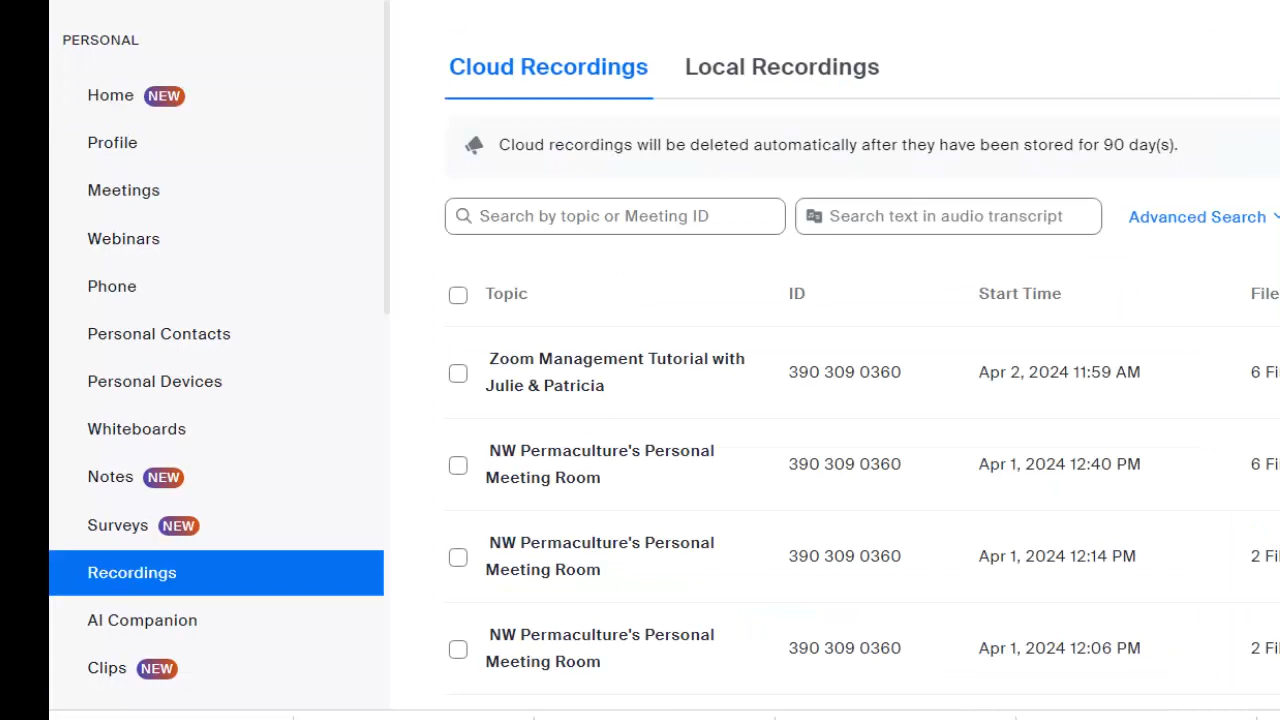 PERSONAL
Home NEW
Profile
Meetings
Webinars
Phone
Personal Contacts
Personal Devices
Whiteboards
Notes NEW
Surveys NEW
Recordings
AI Companion
Clips NEW
Cloud Recordings Local Recordings
Cloud recordings will be deleted automatically after they have been stored for 90 day(s).
Search by topic or Meeting ID Search text in audio transcript Advanced Search
Topic ID Start Time File
Zoom Management Tutorial with
Julie & Patricia 390 309 0360 Apr 2, 2024 11:59 AM 6 Fi
NW Permaculture's Personal
Meeting Room 390 309 0360 Apr 1, 2024 12:40 PM 6 Fi
NW Permaculture's Personal
Meeting Room 390 309 0360 Apr 1, 2024 12:14 PM 2 Fi
NW Permaculture's Personal
Meeting Room 390 309 0360 Apr 1, 2024 12:06 PM 2 Fi